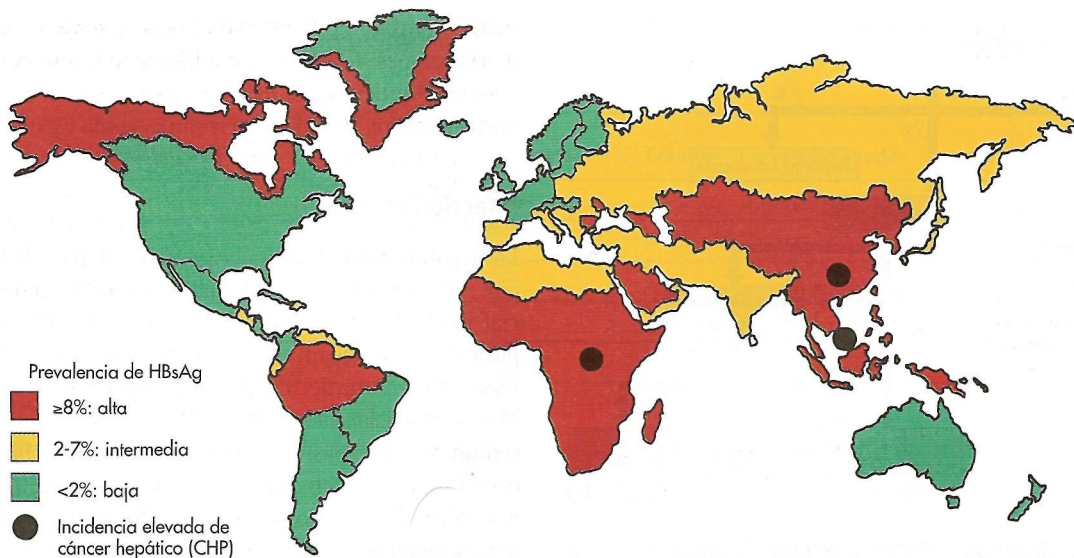 Prevalencia de HBsAg
≥8%: alta
2-7%: intermedia
<2%: baja
Incidencia elevada de
cáncer hepático (CHP)